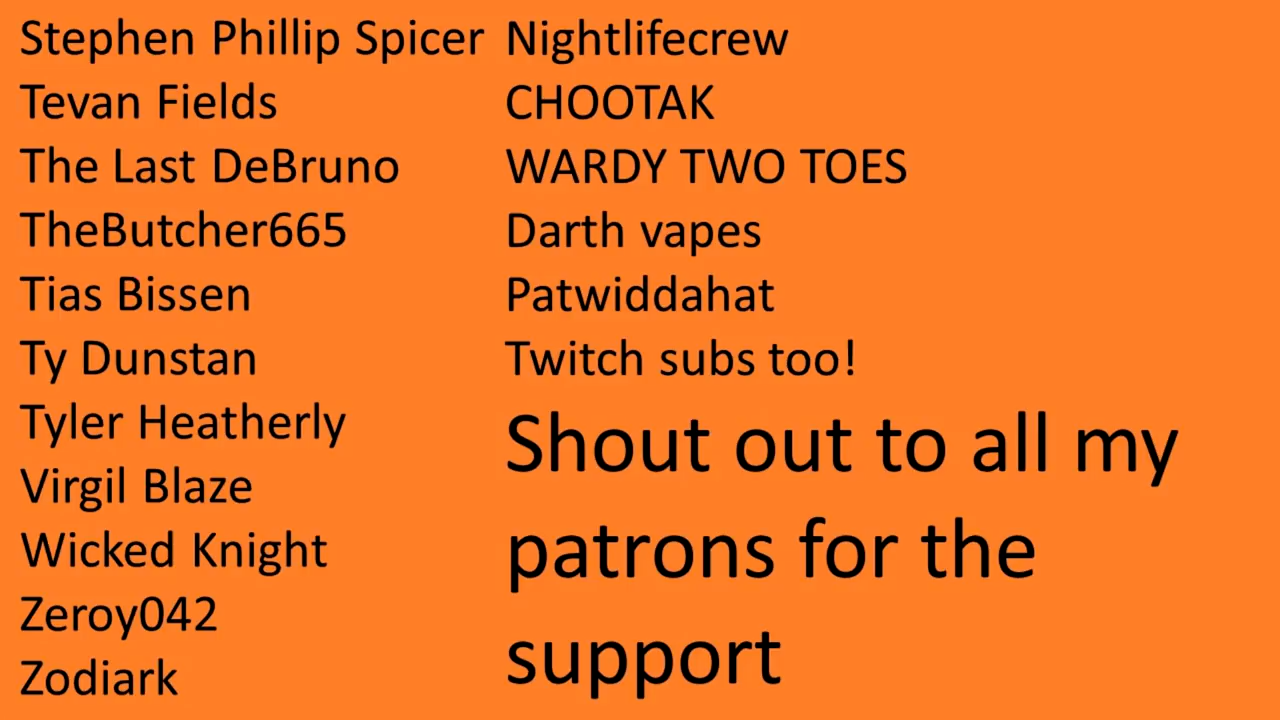 Stephen Phillip Spicer
Tevan Fields
The Last DeBruno
TheButcher665
Tias Bissen
Ty Dunstan
Tyler Heatherly
Virgil Blaze
Wicked Knight
Zeroy042
Zodiark
Nightlifecrew
CHOOTAK
WARDY TWO TOES
Darth vapes
Patwiddahat
Twitch subs too!
Shout out to all my
patrons for the
support